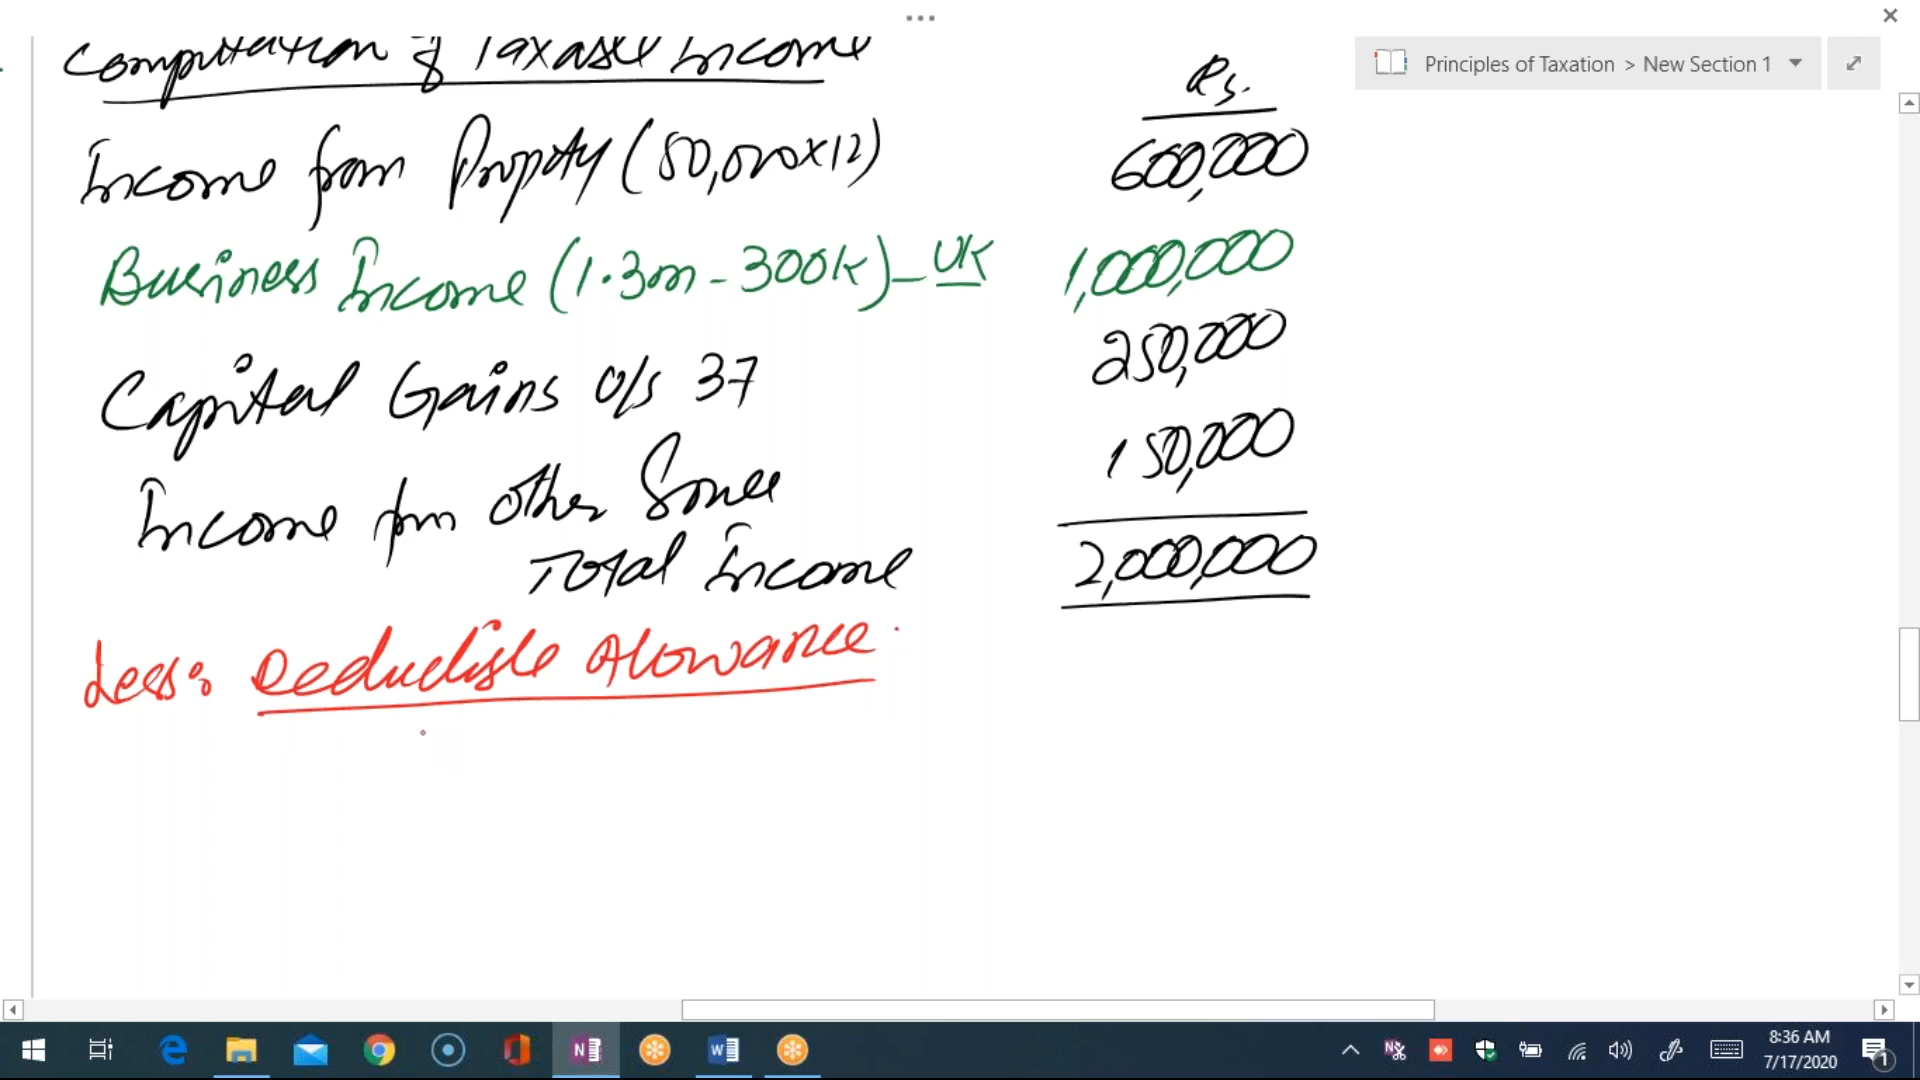 Principles of Taxation > New Section 1
Computation of Taxable Income
Rs.
Income from Property (50,000x12) 600,000
Business Income (1.3m - 300k) - UK 1,000,000
Capital Gains u/s 37 250,000
Income from other Source 150,000
Total Income 2,000,000
Less: Deductible Allowance
8:36 AM
7/17/2020
1